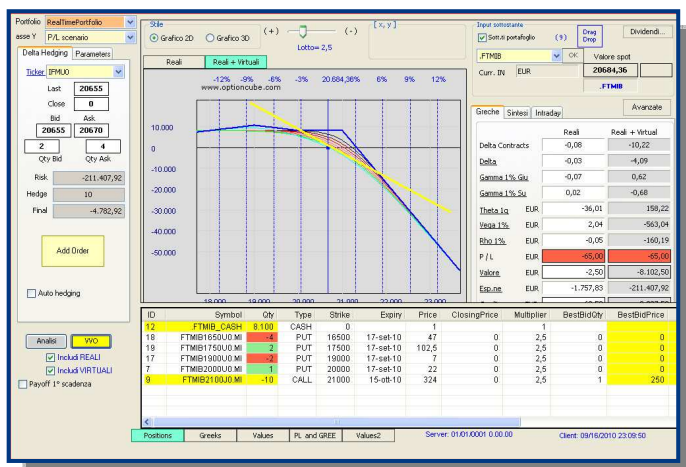 Portfolio RealTimePortfolio
asse Y P/L scenario
Delta Hedging Parameters
Ticker IFMU0
Last 20655
Close 0
Bid Ask
20655 20670
2 4
Qty Bid Qty Ask
Risk -211.407,92
Hedge 10
Final -4.782,92
Add Order
Auto hedging
Analisi VVO
Includi REALI
Includi VIRTUALI
Payoff 1° scadenza
Stile
Grafico 2D Grafico 3D (+) (-) [ x, y ]
Lotto= 2,5
Reali Reali + Virtuali
-12% -9% -6% -3% 20.684,36% 6% 9% 12%
www.optioncube.com
10.000
0
-10.000
-20.000
-30.000
-40.000
-50.000
18.000 19.000 20.000 21.000 22.000 23.000
Input sottostante
Sott.di portafoglio (9) Drag Drop Dividendi...
.FTMIB OK Valore spot
Curr. IN EUR 20684,36
.FTMIB
Greche Sintesi Intraday Avanzate
Reali Reali + Virtual
Delta Contracts -0,08 -10,22
Delta -0,03 -4,09
Gamma 1% Giu -0,07 0,62
Gamma 1% Su 0,02 -0,68
Theta 1g EUR -36,01 158,22
Vega 1% EUR 2,04 -563,04
Rho 1% EUR -0,05 -160,19
P / L EUR -65,00 -65,00
Valore EUR -2,50 -8.102,50
Esp.ne EUR -1.757,83 -211.407,92
ID Symbol Qty Type Strike Expiry Price ClosingPrice Multiplier BestBidQty BestBidPrice
12 .FTMIB_CASH 8.100 CASH 0 1 1
18 FTMIB1650U0.MI -4 PUT 16500 17-set-10 47 0 2,5 0 0
19 FTMIB1750U0.MI 2 PUT 17500 17-set-10 102,5 0 2,5 0 0
17 FTMIB1900U0.MI -2 PUT 19000 17-set-10 7 0 2,5 0 0
7 FTMIB2000U0.MI 1 PUT 20000 17-set-10 22 0 2,5 0 0
9 FTMIB2100J0.MI -10 CALL 21000 15-ott-10 324 0 2,5 1 250
Positions Greeks Values PL and GREE Values2 Server: 01/01/0001 0.00.00 Client: 09/16/2010 23:09:50